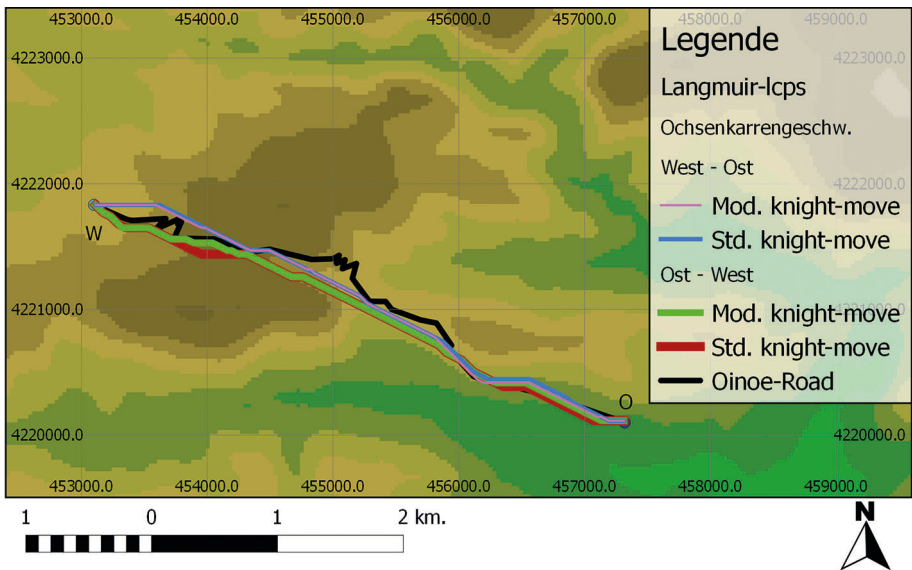 453000.0 454000.0 455000.0 456000.0 457000.0 458000.0 459000.0
4223000.0
4222000.0 4222000.0
4221000.0 4221000.0
4220000.0 4220000.0
W
O
453000.0 454000.0 455000.0 456000.0 457000.0 458000.0 459000.0
Legende
Langmuir-lcps
Ochsenkarrengeschw.
West - Ost
Mod. knight-move
Std. knight-move
Ost - West
Mod. knight-move
Std. knight-move
Oinoe-Road
1 0 1 2 km.
N